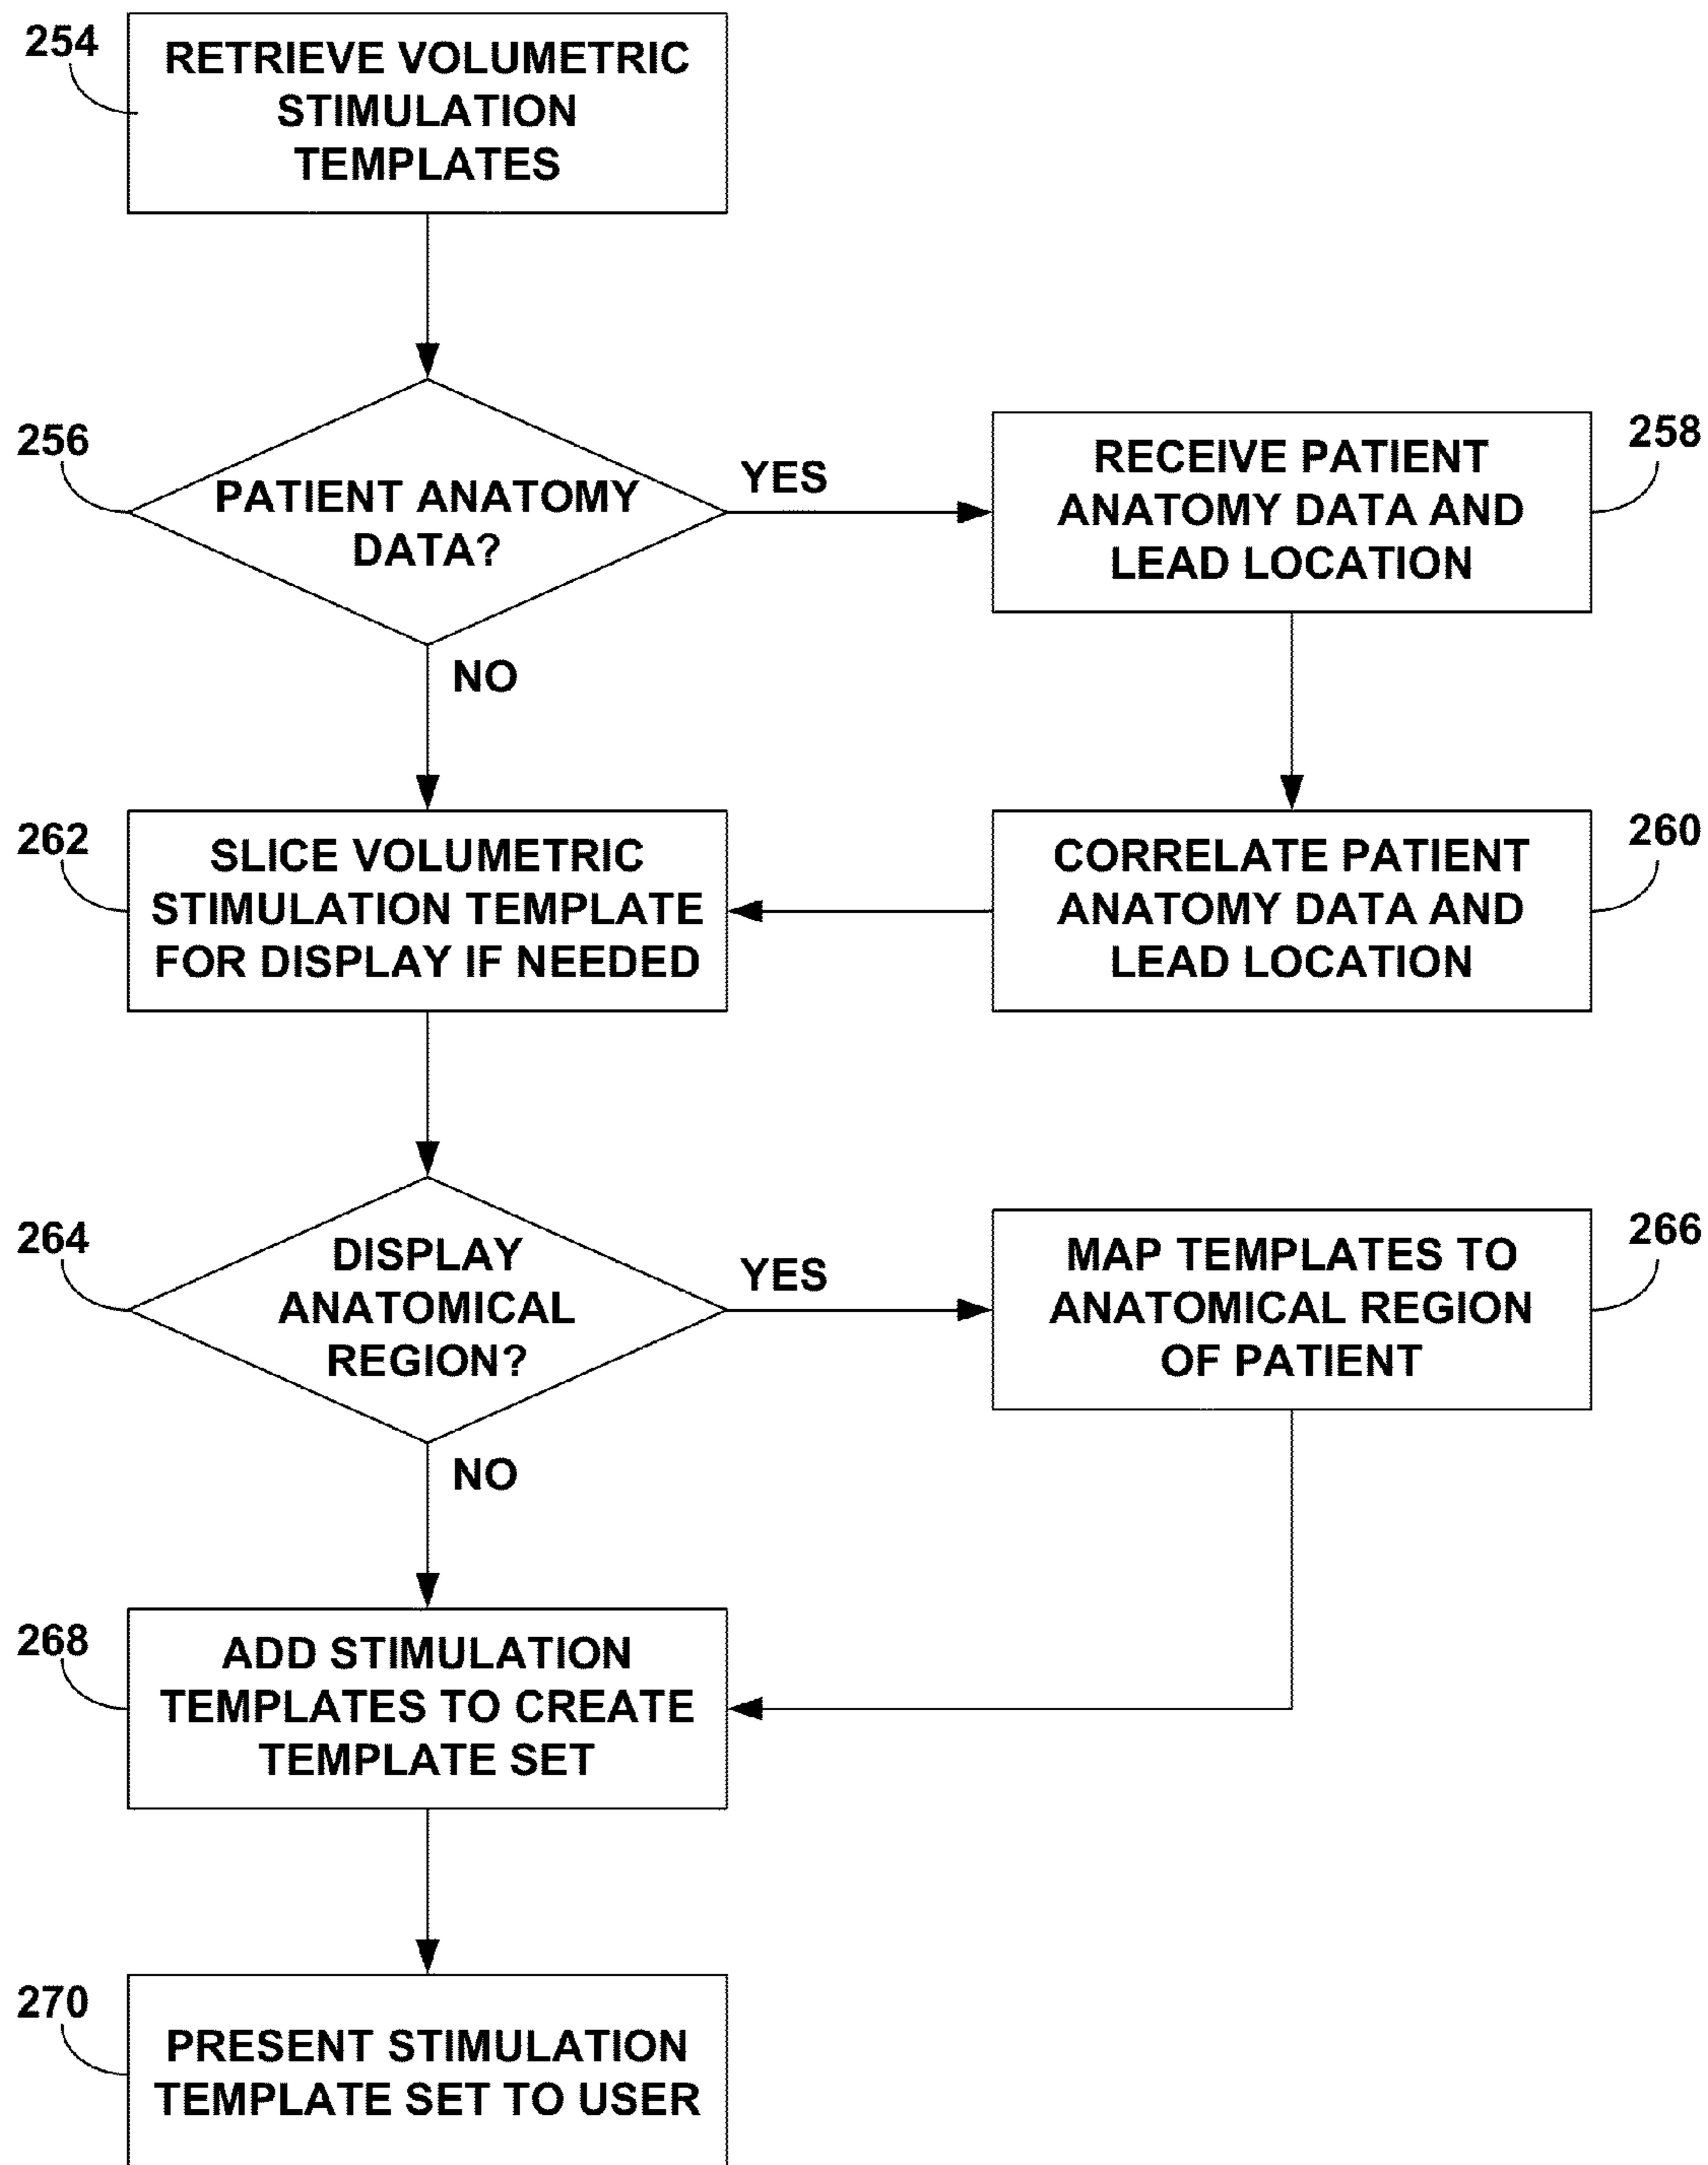 254
RETRIEVE VOLUMETRIC
STIMULATION
TEMPLATES
256
PATIENT ANATOMY
DATA?
YES
NO
258
RECEIVE PATIENT
ANATOMY DATA AND
LEAD LOCATION
260
CORRELATE PATIENT
ANATOMY DATA AND
LEAD LOCATION
262
SLICE VOLUMETRIC
STIMULATION TEMPLATE
FOR DISPLAY IF NEEDED
264
DISPLAY
ANATOMICAL
REGION?
YES
NO
266
MAP TEMPLATES TO
ANATOMICAL REGION
OF PATIENT
268
ADD STIMULATION
TEMPLATES TO CREATE
TEMPLATE SET
270
PRESENT STIMULATION
TEMPLATE SET TO USER